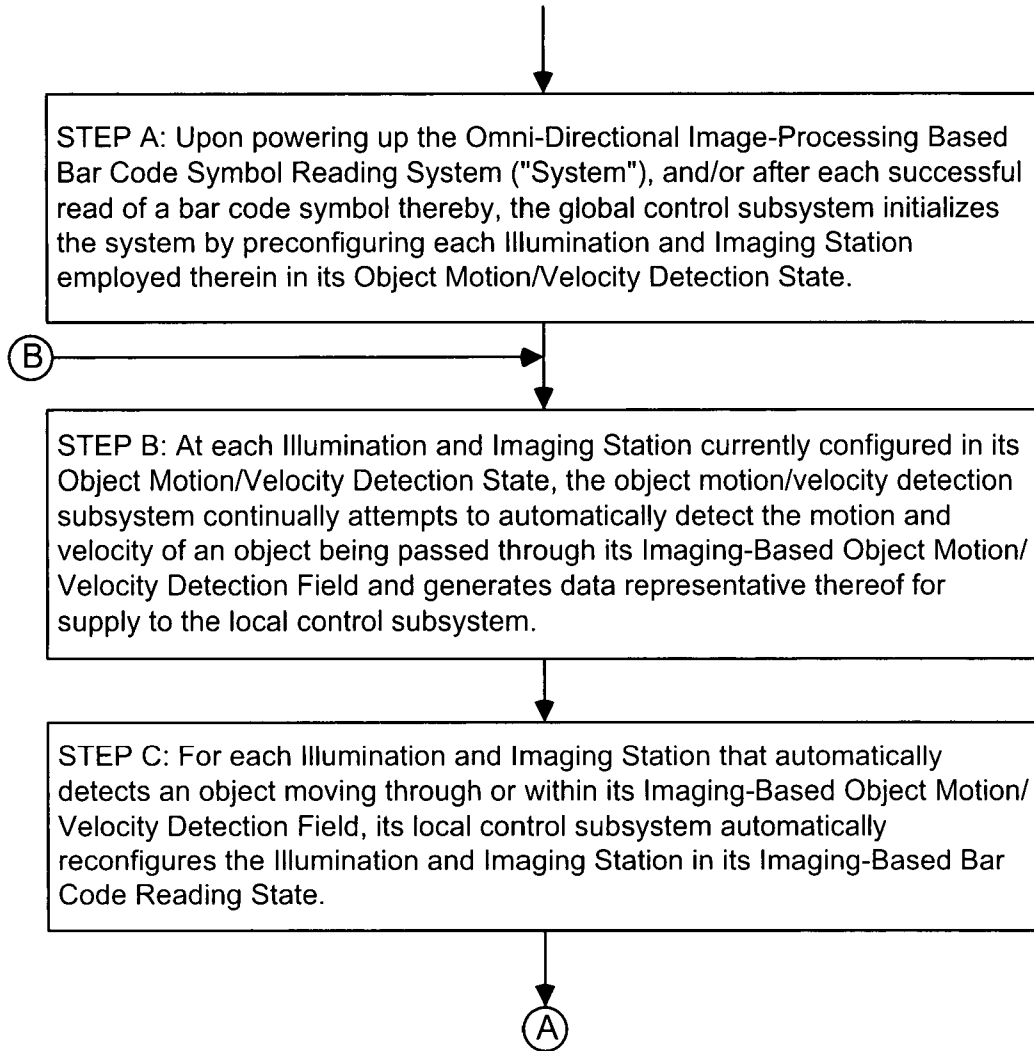 STEP A: Upon powering up the Omni-Directional Image-Processing Based
Bar Code Symbol Reading System ("System"), and/or after each successful
read of a bar code symbol thereby, the global control subsystem initializes
the system by preconfiguring each Illumination and Imaging Station
employed therein in its Object Motion/Velocity Detection State.
B
STEP B: At each Illumination and Imaging Station currently configured in its
Object Motion/Velocity Detection State, the object motion/velocity detection
subsystem continually attempts to automatically detect the motion and
velocity of an object being passed through its Imaging-Based Object Motion/
Velocity Detection Field and generates data representative thereof for
supply to the local control subsystem.
STEP C: For each Illumination and Imaging Station that automatically
detects an object moving through or within its Imaging-Based Object Motion/
Velocity Detection Field, its local control subsystem automatically
reconfigures the Illumination and Imaging Station in its Imaging-Based Bar
Code Reading State.
A